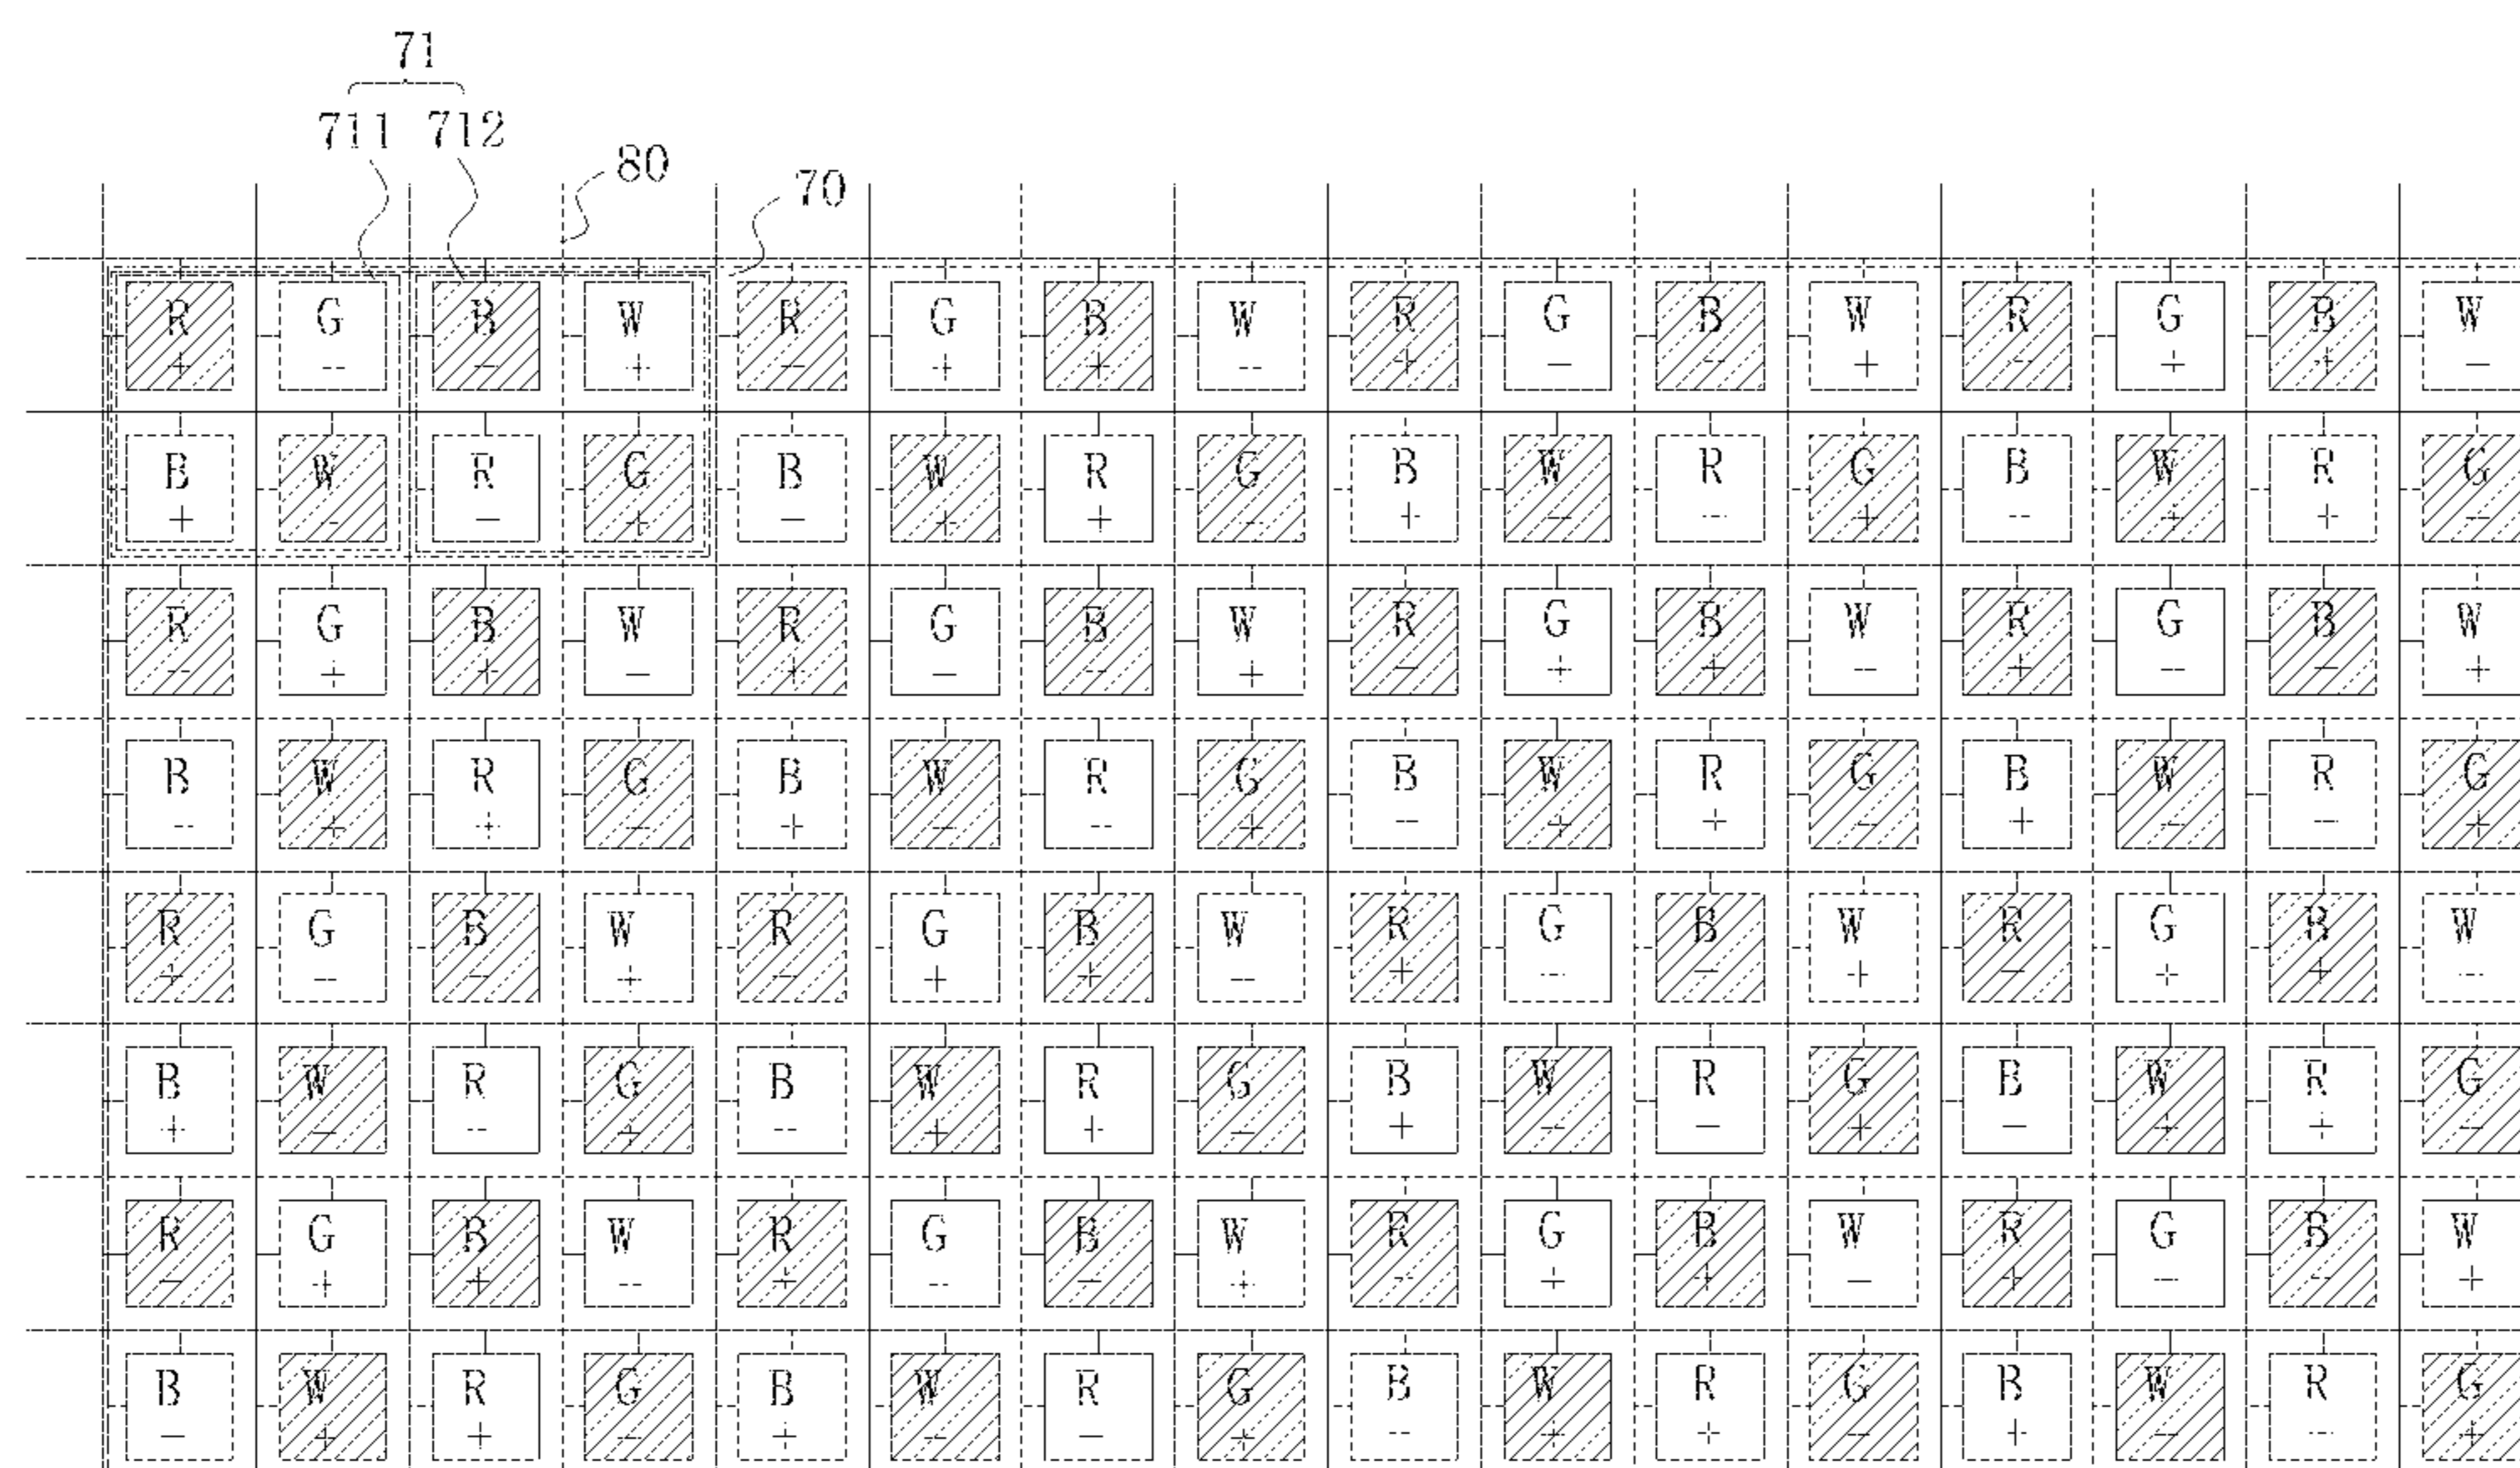 71
711 712
80
70
R G B W R G B W R G B W R G B W
+ - - + - + + - + - - + - + + -
B W R G B W R G B W R G B W R G
+ - - + - + + - + - - + - + + -
R G B W R G B W R G B W R G B W
- + + - + - - + - + + - + - - +
B W R G B W R G B W R G B W R G
- + + - + - - + - + + - + - - +
R G B W R G B W R G B W R G B W
+ - - + - + + - + - - + - + + -
B W R G B W R G B W R G B W R G
+ - - + - + + - + - - + - + + -
R G B W R G B W R G B W R G B W
- + + - + - - + - + + - + - - +
B W R G B W R G B W R G B W R G
- + + - + - - + - + + - + - - +